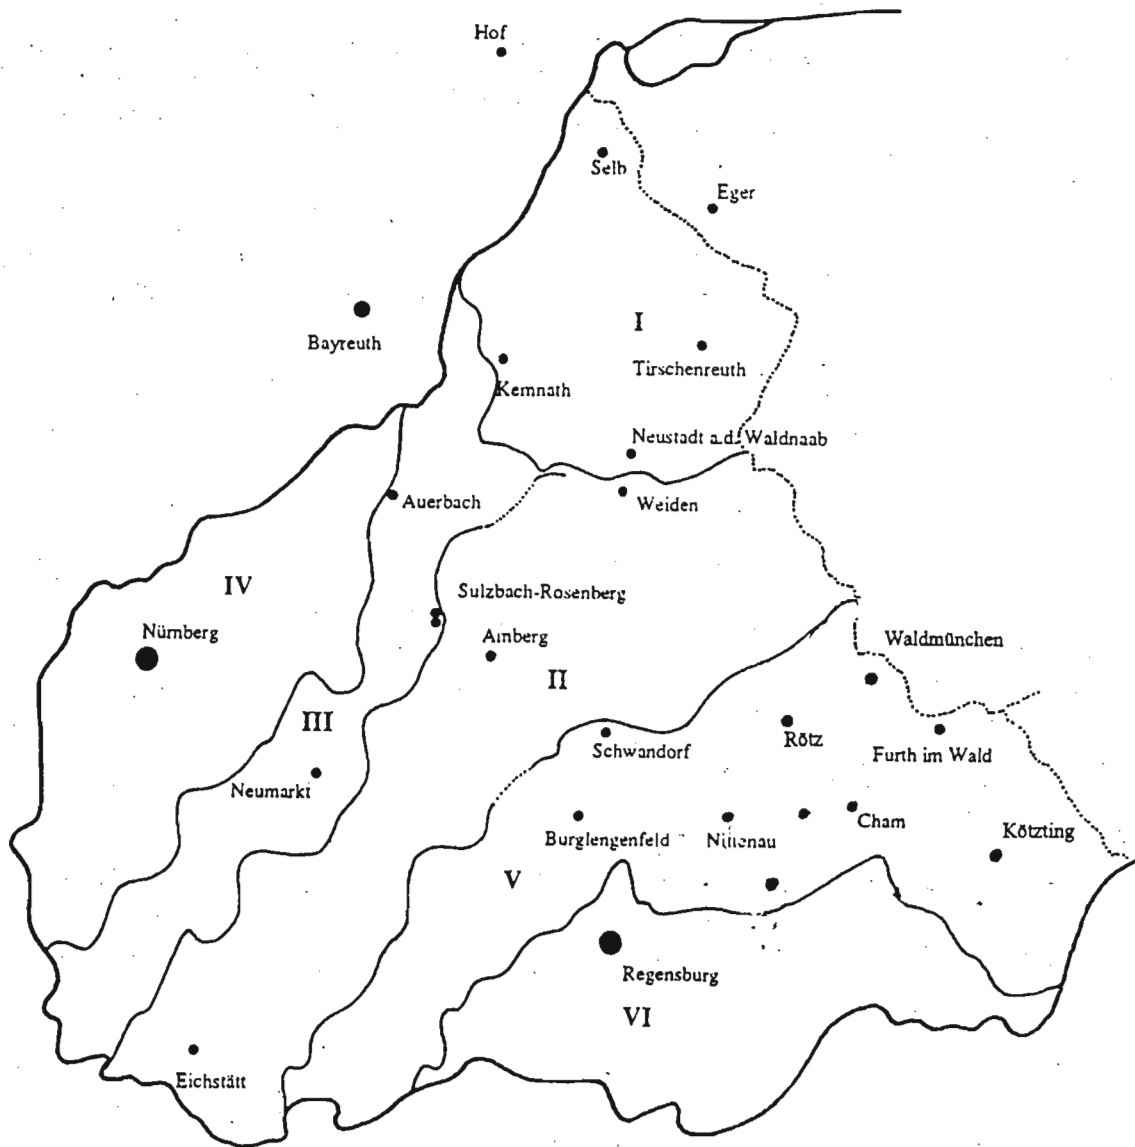 Hof
Selb
Eger
Bayreuth
I
Kemnath
Tirschenreuth
Neustadt a.d. Waldnaab
Auerbach
Weiden
IV
Sulzbach-Rosenberg
Nürnberg
Amberg
Waldmünchen
II
III
Rötz
Schwandorf
Furth im Wald
Neumarkt
Cham
Kötzting
Burglengenfeld
Nittenau
V
Regensburg
VI
Eichstätt